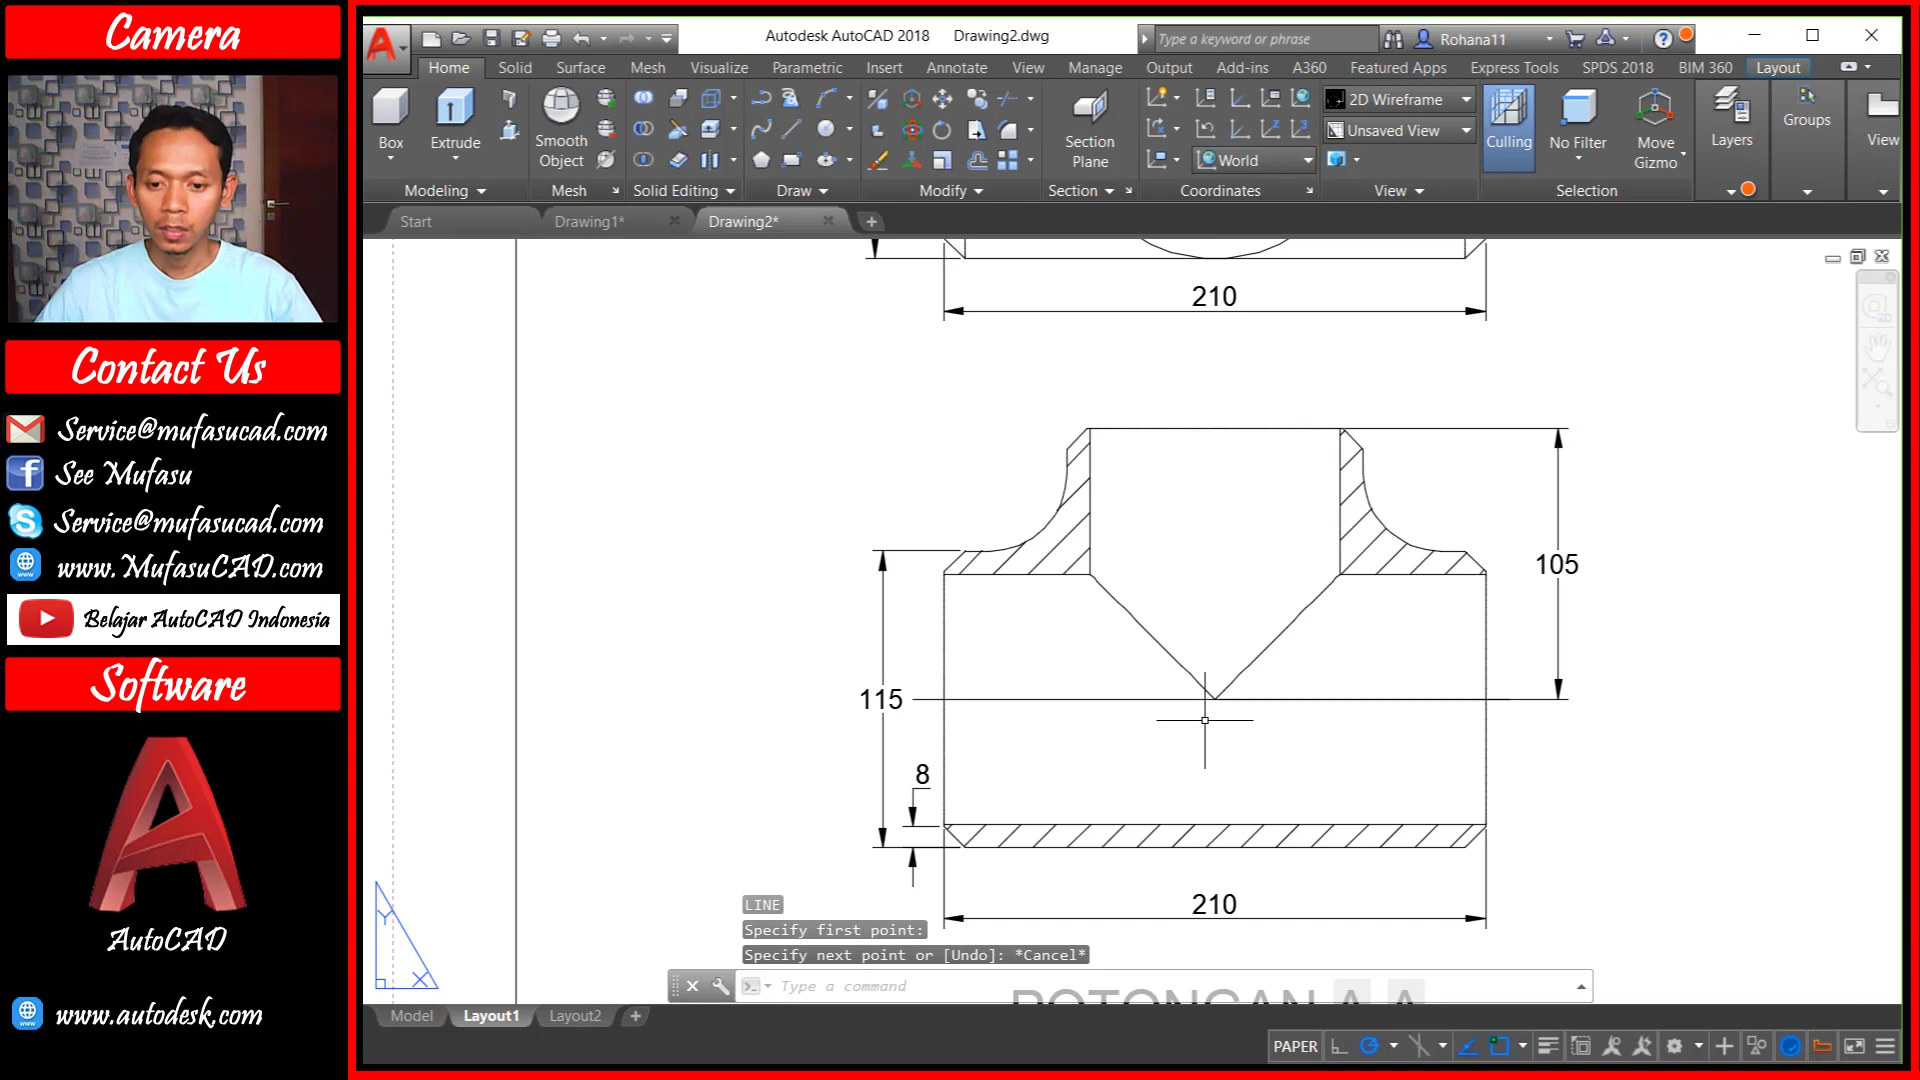 Camera
Contact Us
Service@mufasucad.com
See Mufasu
Service@mufasucad.com
www.MufasuCAD.com
Belajar AutoCAD Indonesia
Software
AutoCAD
www.autodesk.com
Autodesk AutoCAD 2018 Drawing2.dwg
Type a keyword or phrase
Rohana11
Home Solid Surface Mesh Visualize Parametric Insert Annotate View Manage Output Add-ins A360 Featured Apps Express Tools SPDS 2018 BIM 360 Layout
Box
Extrude
Smooth Object
Section Plane
World
2D Wireframe
Unsaved View
Culling
No Filter
Move Gizmo
Layers
Groups
View
Modeling Mesh Solid Editing Draw Modify Section Coordinates View Selection
Start Drawing1* Drawing2*
210
105
115
8
210
LINE
Specify first point:
Specify next point or [Undo]: *Cancel*
Type a command
POTONGAN A A
Y
X
Model Layout1 Layout2
PAPER